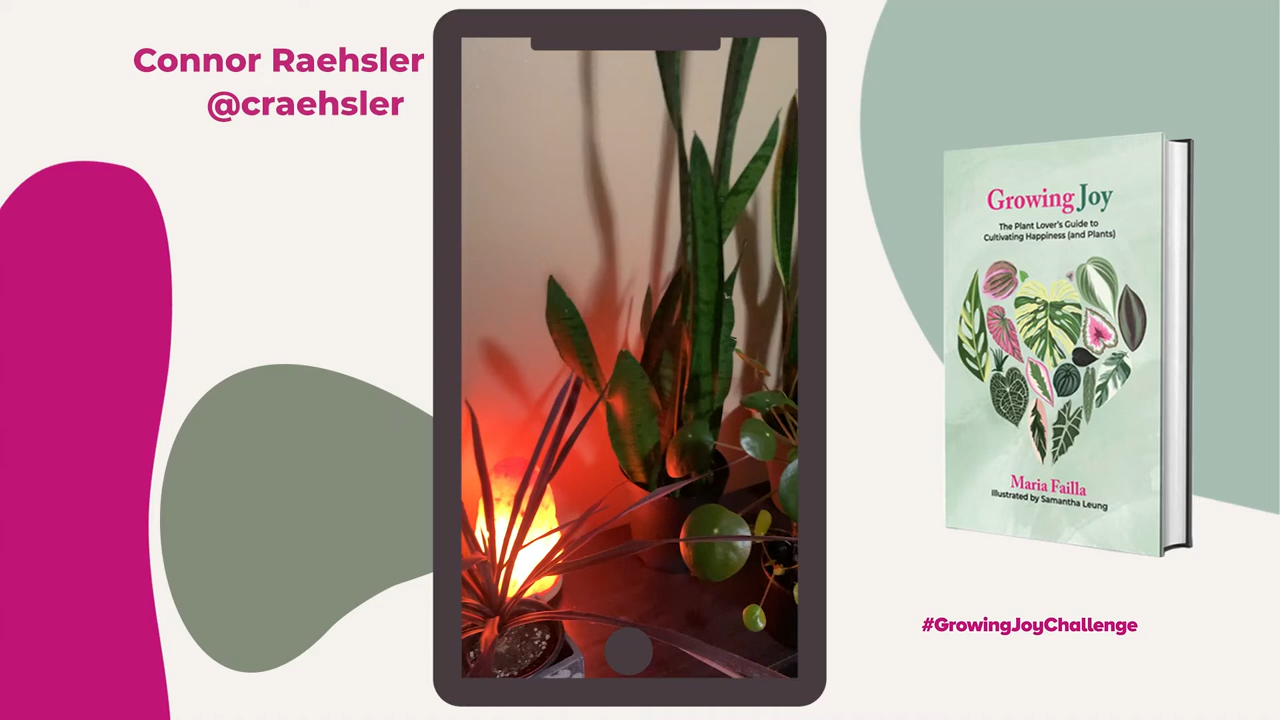 Connor Raehsler
@craehsler
Growing Joy
The Plant Lover's Guide to
Cultivating Happiness (and Plants)
Maria Failla
Illustrated by Samantha Leung
#GrowingJoyChallenge